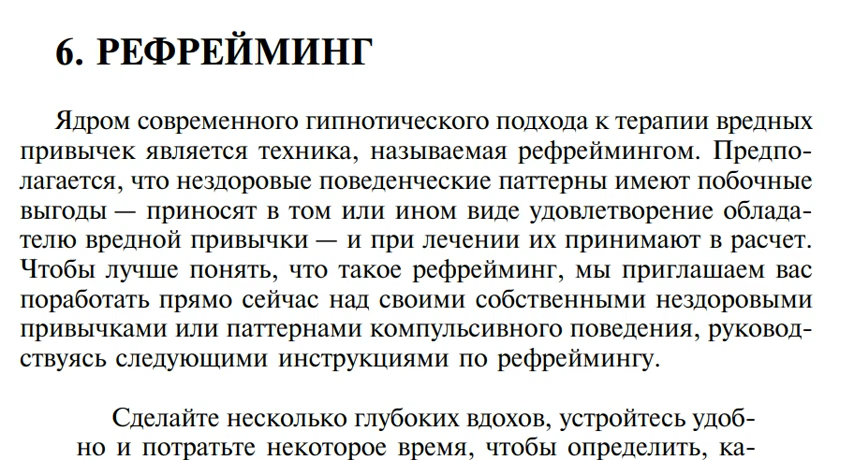 6. РЕФРЕЙМИНГ
Ядром современного гипнотического подхода к терапии вредных
привычек является техника, называемая рефреймингом. Предпо-
лагается, что нездоровые поведенческие паттерны имеют побочные
выгоды — приносят в том или ином виде удовлетворение облада-
телю вредной привычки — и при лечении их принимают в расчет.
Чтобы лучше понять, что такое рефрейминг, мы приглашаем вас
поработать прямо сейчас над своими собственными нездоровыми
привычками или паттернами компульсивного поведения, руковод-
ствуясь следующими инструкциями по рефреймингу.
Сделайте несколько глубоких вдохов, устройтесь удоб-
но и потратьте некоторое время, чтобы определить, ка-